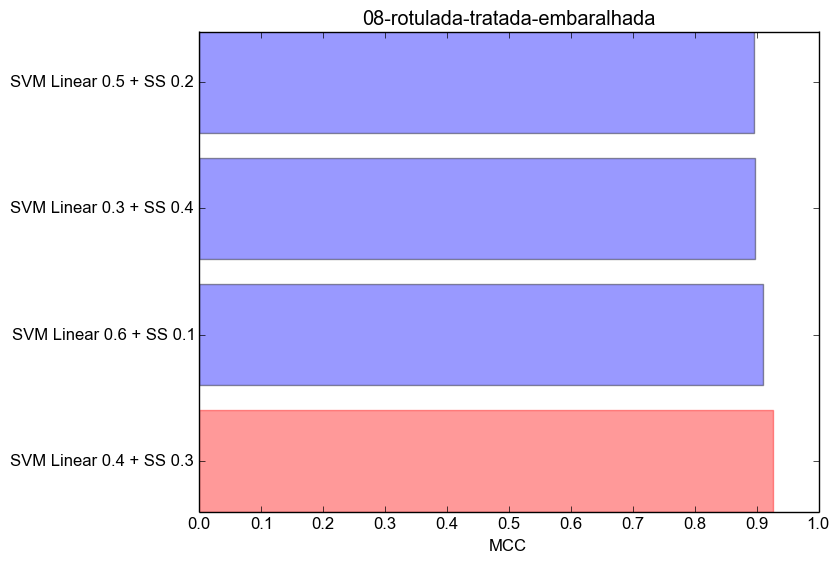 08-rotulada-tratada-embaralhada
SVM Linear 0.5 + SS 0.2
SVM Linear 0.3 + SS 0.4
SVM Linear 0.6 + SS 0.1
SVM Linear 0.4 + SS 0.3
0.0 0.1 0.2 0.3 0.4 0.5 0.6 0.7 0.8 0.9 1.0
MCC